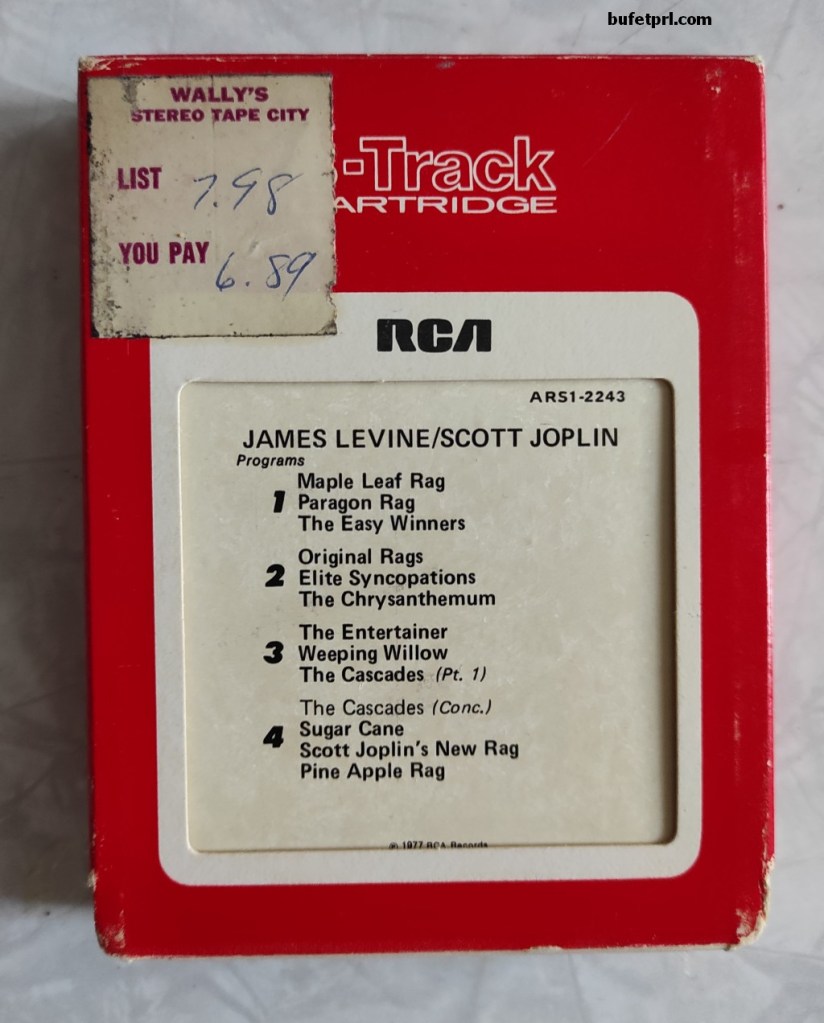 bufetprl.com
WALLY'S
STEREO TAPE CITY
LIST 7.98
YOU PAY 6.89
-Track
ARTRIDGE
RCA
ARS1-2243
JAMES LEVINE/SCOTT JOPLIN
Programs
1
Maple Leaf Rag
Paragon Rag
The Easy Winners
2
Original Rags
Elite Syncopations
The Chrysanthemum
3
The Entertainer
Weeping Willow
The Cascades (Pt. 1)
4
The Cascades (Conc.)
Sugar Cane
Scott Joplin's New Rag
Pine Apple Rag
℗ 1977 RCA Records